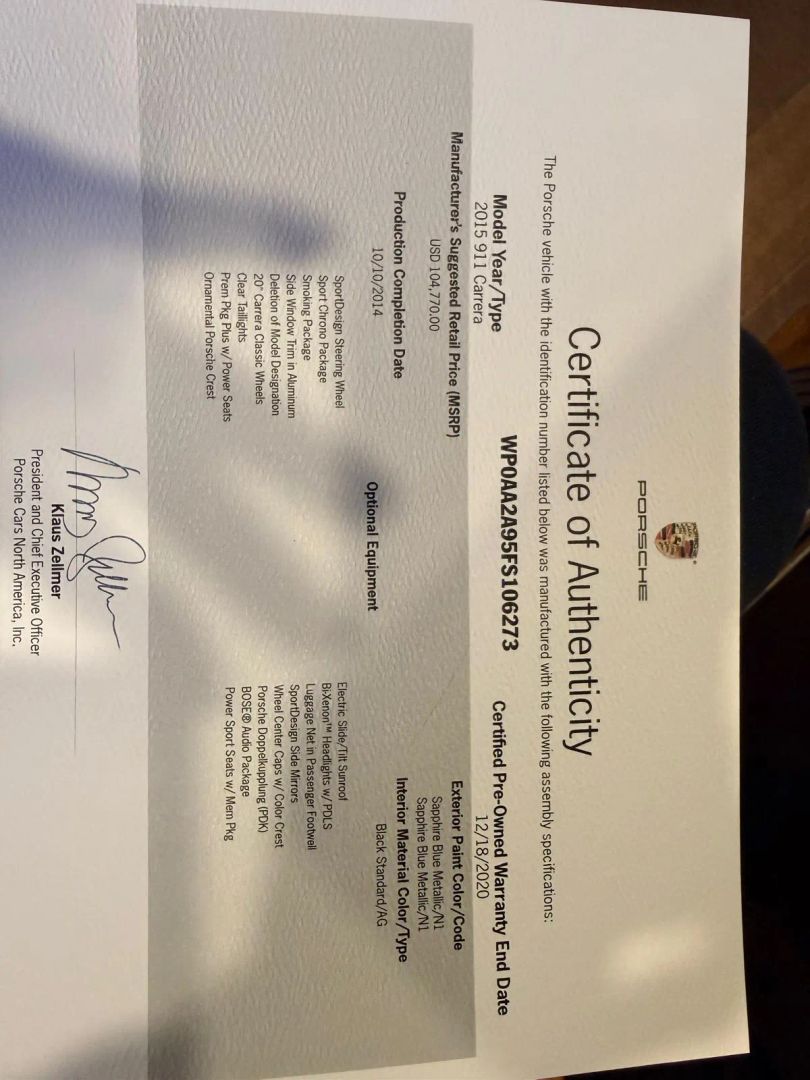 PORSCHE
Certificate of Authenticity
The Porsche vehicle with the identification number listed below was manufactured with the following assembly specifications:
Model Year/Type
2015 911 Carrera
WP0AA2A95FS106273
Certified Pre-Owned Warranty End Date
12/18/2020
Manufacturer's Suggested Retail Price (MSRP)
USD 104,770.00
Exterior Paint Color/Code
Sapphire Blue Metallic/N1
Sapphire Blue Metallic/N1
Production Completion Date
10/10/2014
Interior Material Color/Type
Black Standard/AG
Optional Equipment
SportDesign Steering Wheel
Sport Chrono Package
Smoking Package
Side Window Trim in Aluminum
Deletion of Model Designation
20" Carrera Classic Wheels
Clear Taillights
Prem Pkg Plus w/ Power Seats
Ornamental Porsche Crest
Electric Slide/Tilt Sunroof
Bi-Xenon™ Headlights w/ PDLS
Luggage Net in Passenger Footwell
SportDesign Side Mirrors
Wheel Center Caps w/ Color Crest
Porsche Doppelkupplung (PDK)
BOSE® Audio Package
Power Sport Seats w/ Mem Pkg
Klaus Zellmer
President and Chief Executive Officer
Porsche Cars North America, Inc.